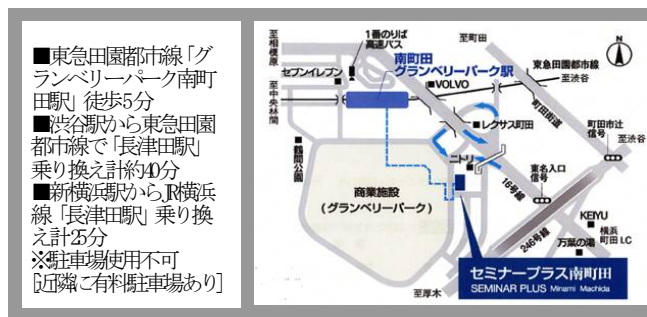 ■東急田園都市線「グ
ランベリーパーク南町
田駅」徒歩5分
■渋谷駅から東急田園
都市線で「長津田駅」
乗り換え計約40分
■新横浜駅からJR横浜
線「長津田駅」乗り換
え計25分
※駐車場使用不可
[近隣に有料駐車場あり]
至相模原
1番のりば
高速バス
至町田
N
南町田
グランベリーパーク駅
セブンイレブン
VOLVO
東急田園都市線
至渋谷
至中央林間
町田街道
レクサス町田
町田市辻
信号
鶴間公園
ニトリ
東名入口
信号
商業施設
(グランベリーパーク)
16号線
KEIYU
246号線
横浜
町田I.C
万葉の湯
至厚木
セミナープラス南町田
SEMINAR PLUS Minami Machida